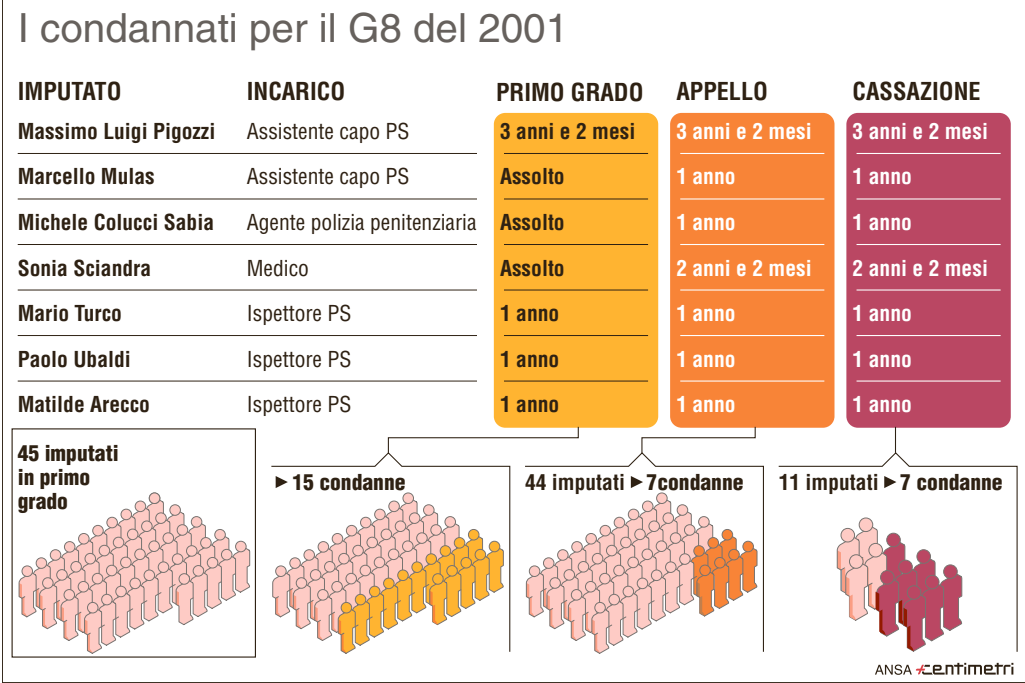 I condannati per il G8 del 2001
IMPUTATO INCARICO PRIMO GRADO APPELLO CASSAZIONE
Massimo Luigi Pigozzi Assistente capo PS 3 anni e 2 mesi 3 anni e 2 mesi 3 anni e 2 mesi
Marcello Mulas Assistente capo PS Assolto 1 anno 1 anno
Michele Colucci Sabia Agente polizia penitenziaria Assolto 1 anno 1 anno
Sonia Sciandra Medico Assolto 2 anni e 2 mesi 2 anni e 2 mesi
Mario Turco Ispettore PS 1 anno 1 anno 1 anno
Paolo Ubaldi Ispettore PS 1 anno 1 anno 1 anno
Matilde Arecco Ispettore PS 1 anno 1 anno 1 anno
45 imputati
in primo
grado
►15 condanne
44 imputati ►7condanne
11 imputati ►7 condanne
ANSA centimetri